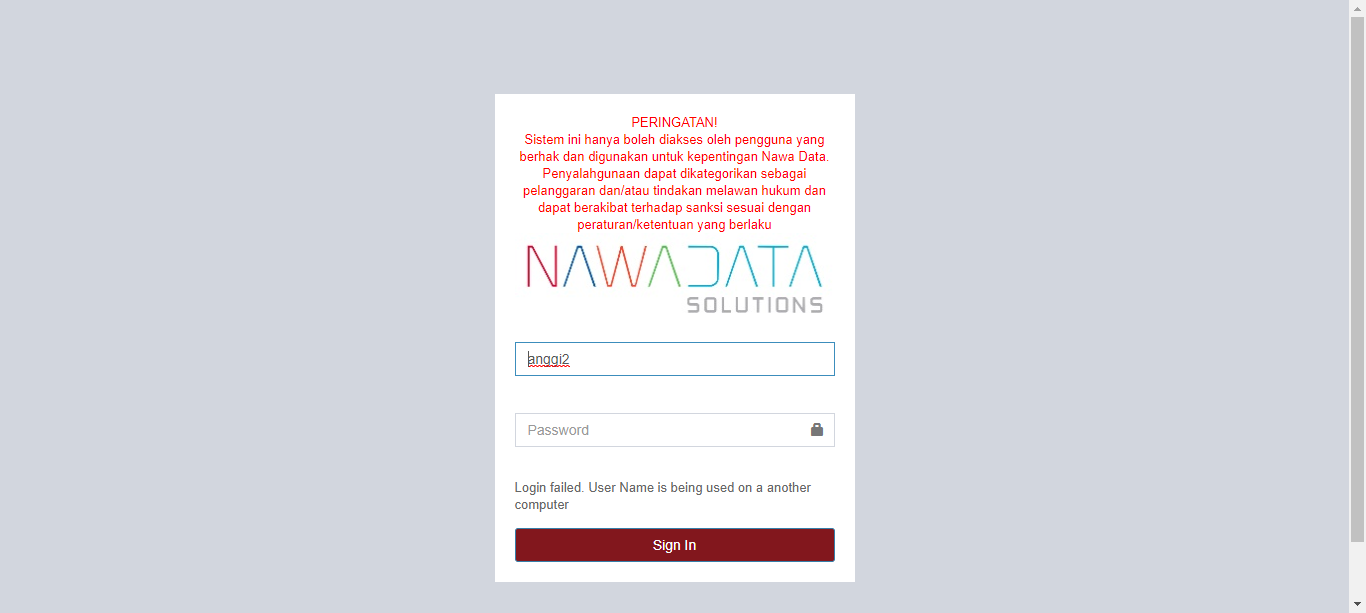 PERINGATAN!
Sistem ini hanya boleh diakses oleh pengguna yang
berhak dan digunakan untuk kepentingan Nawa Data.
Penyalahgunaan dapat dikategorikan sebagai
pelanggaran dan/atau tindakan melawan hukum dan
dapat berakibat terhadap sanksi sesuai dengan
peraturan/ketentuan yang berlaku
NAWADATA
SOLUTIONS
anggi2
Password
Login failed. User Name is being used on a another
computer
Sign In